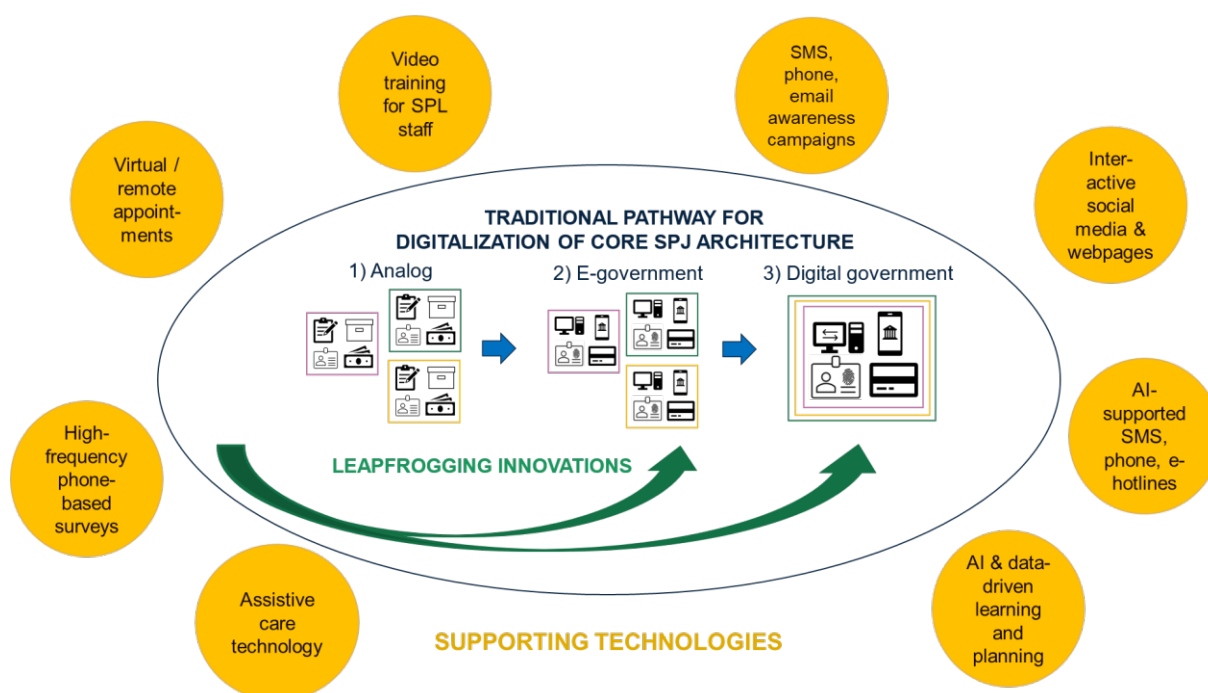 Video
training
for SPL
staff
SMS,
phone,
email
awareness
campaigns
Virtual /
remote
appoint-
ments
Inter-
active
social
media &
webpages
TRADITIONAL PATHWAY FOR
DIGITALIZATION OF CORE SPJ ARCHITECTURE
1) Analog
2) E-government
3) Digital government
High-
frequency
phone-
based
surveys
AI-
supported
SMS,
phone, e-
hotlines
LEAPFROGGING INNOVATIONS
Assistive
care
technology
AI & data-
driven
learning
and
planning
SUPPORTING TECHNOLOGIES